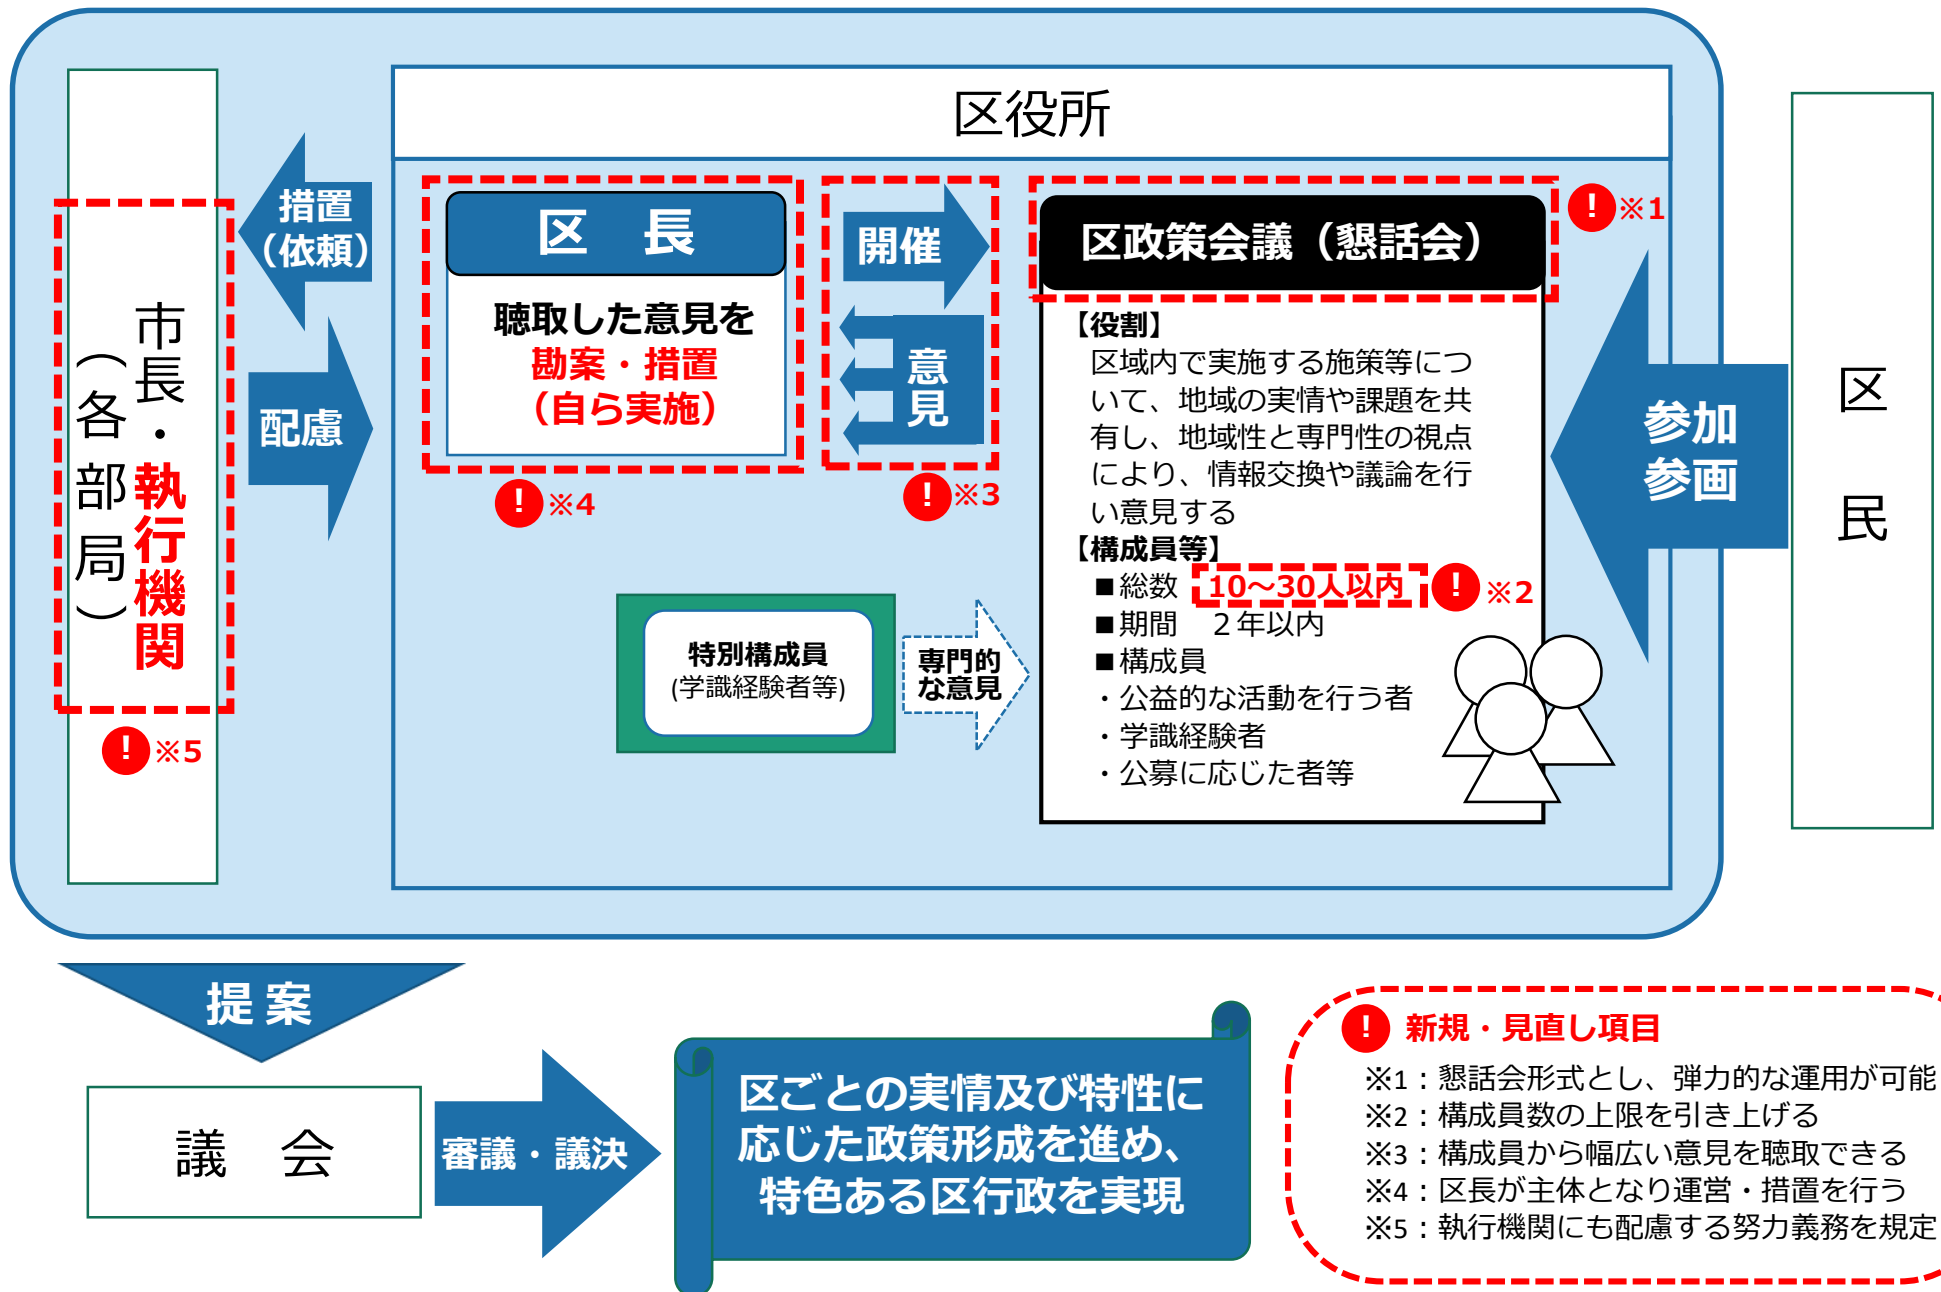 区役所
市長・執行機関
（各部局）
措置
（依頼）
配慮
区　長
聴取した意見を
勘案・措置
（自ら実施）
! ※4
開催
意見
! ※3
区政策会議（懇話会）
! ※1
【役割】
区域内で実施する施策等につ
いて、地域の実情や課題を共
有し、地域性と専門性の視点
により、情報交換や議論を行
い意見する
【構成員等】
■総数　10～30人以内
! ※2
■期間　２年以内
■構成員
・公益的な活動を行う者
・学識経験者
・公募に応じた者等
特別構成員
(学識経験者等)
専門的
な意見
参加
参画
区　民
! ※5
提案
議　会
審議・議決
区ごとの実情及び特性に
応じた政策形成を進め、
特色ある区行政を実現
! 新規・見直し項目
※1：懇話会形式とし、弾力的な運用が可能
※2：構成員数の上限を引き上げる
※3：構成員から幅広い意見を聴取できる
※4：区長が主体となり運営・措置を行う
※5：執行機関にも配慮する努力義務を規定